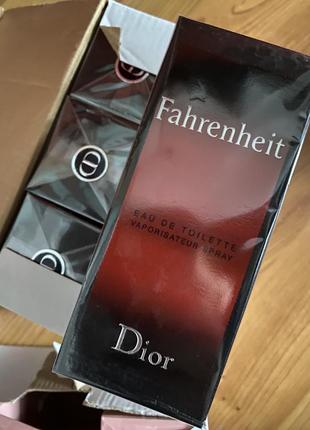 Fahrenheit
EAU DE TOILETTE
VAPORISATEUR SPRAY
Dior